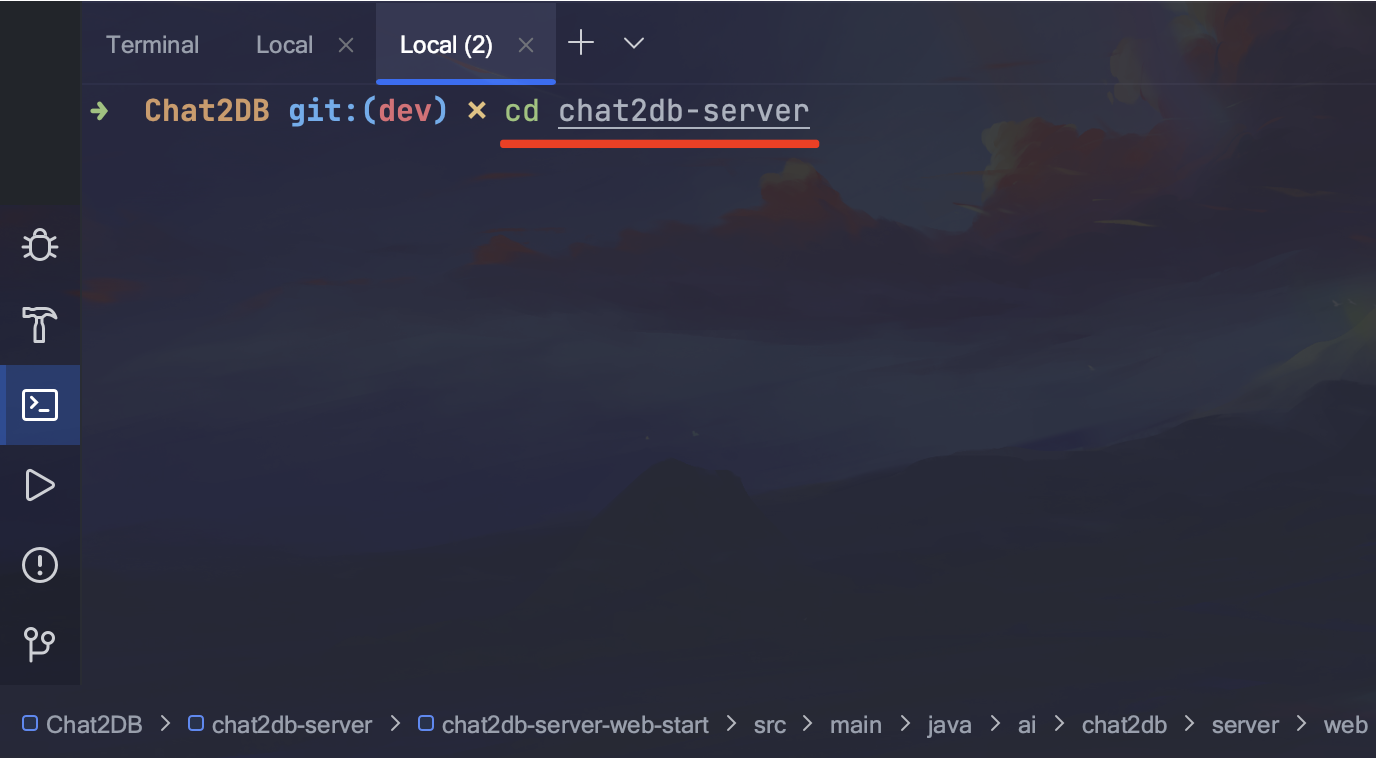 Terminal Local Local (2)
➜ Chat2DB git:(dev) ✗ cd chat2db-server
Chat2DB > chat2db-server > chat2db-server-web-start > src > main > java > ai > chat2db > server > web